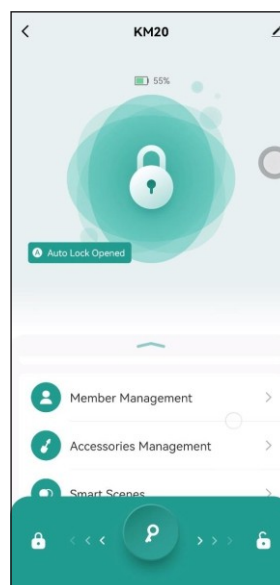 KM20
55%
A Auto Lock Opened
Member Management
Accessories Management
Smart Scenes